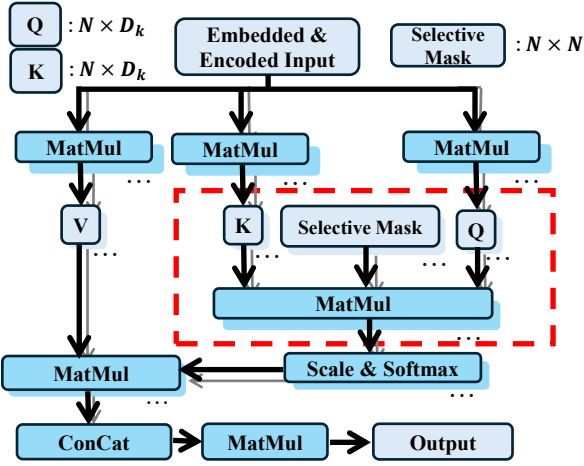 Q : N × D_k
K : N × D_k
Embedded &
Encoded Input
Selective
Mask
: N × N
MatMul
MatMul
MatMul
...
...
...
V
K
Selective Mask
Q
...
...
...
MatMul
...
MatMul
Scale & Softmax
...
...
ConCat
MatMul
Output